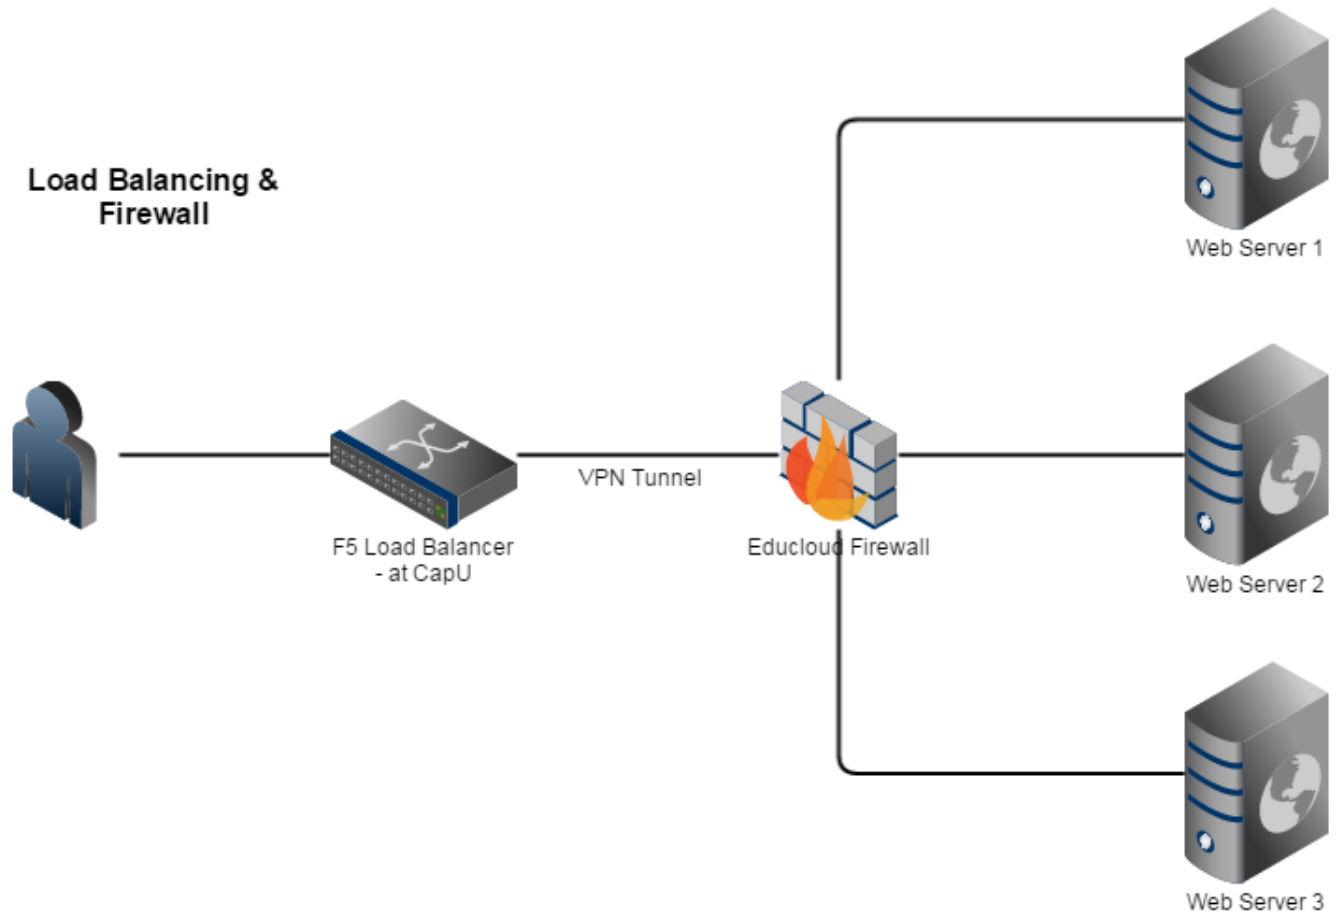 Load Balancing &
Firewall
Web Server 1
VPN Tunnel
F5 Load Balancer
- at CapU
Educloud Firewall
Web Server 2
Web Server 3